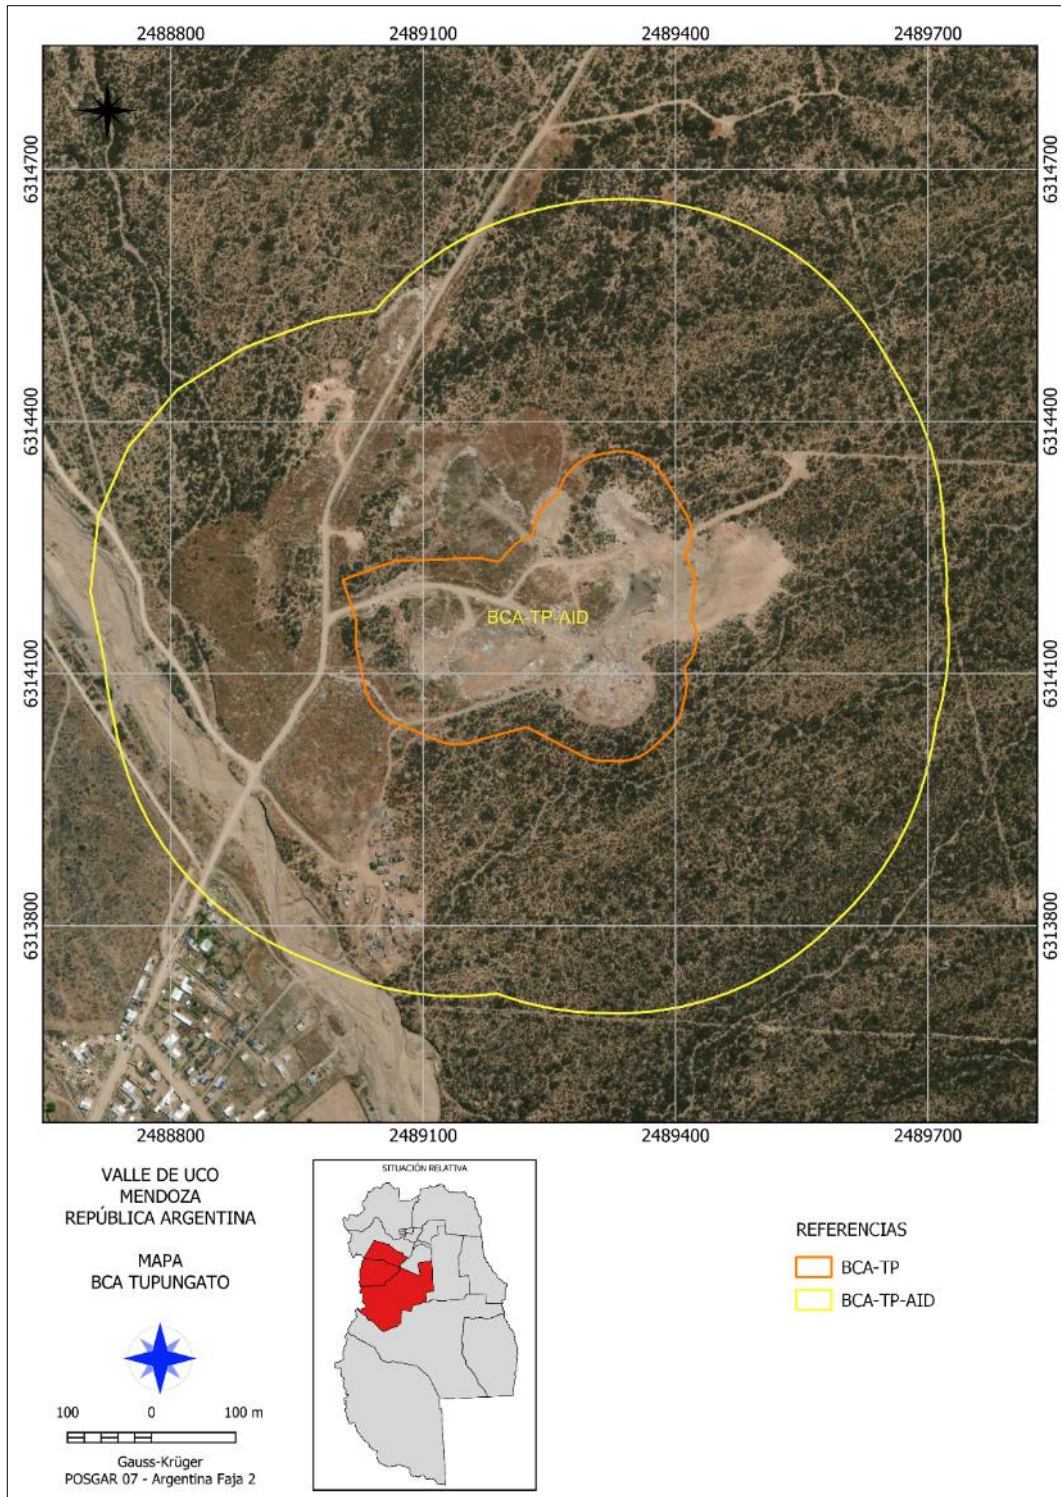 2488800 2489100 2489400 2489700
6314700 6314700
6314400 6314400
BCA-TP-AID
6314100 6314100
6313800 6313800
2488800 2489100 2489400 2489700
VALLE DE UCO
MENDOZA
REPÚBLICA ARGENTINA
MAPA
BCA TUPUNGATO
100 0 100 m
Gauss-Krüger
POSGAR 07 - Argentina Faja 2
SITUACIÓN RELATIVA
REFERENCIAS
BCA-TP
BCA-TP-AID